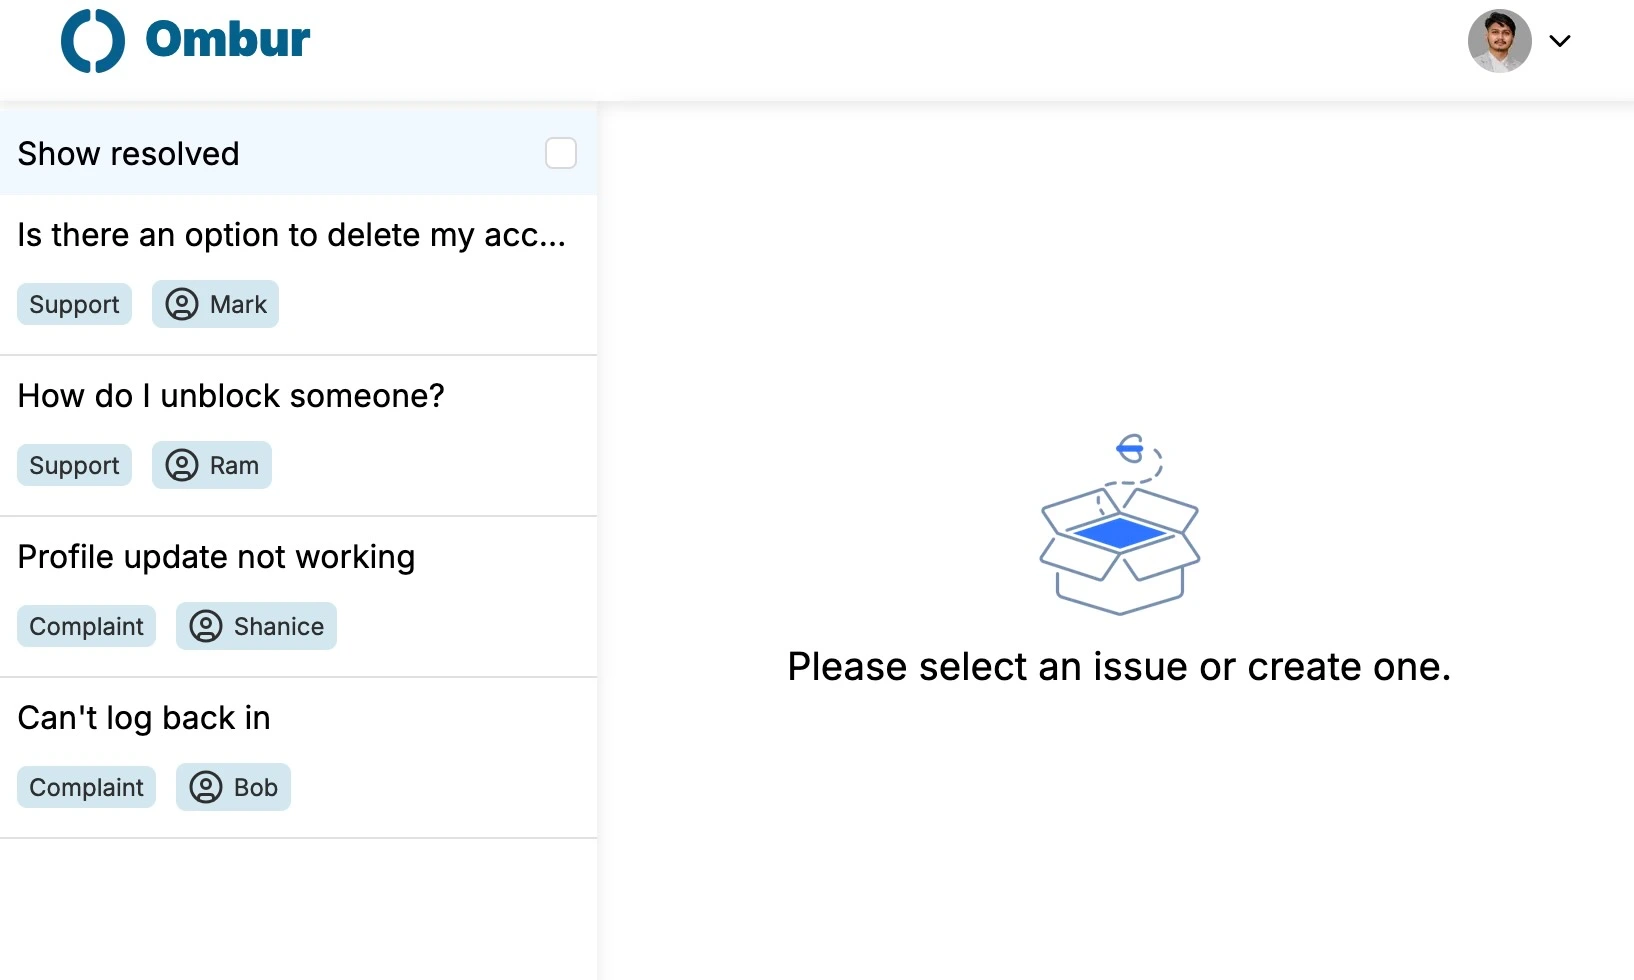 Ombur
Show resolved
Is there an option to delete my acc...
Support
Mark
How do I unblock someone?
Support
Ram
Profile update not working
Complaint
Shanice
Can't log back in
Complaint
Bob
Please select an issue or create one.